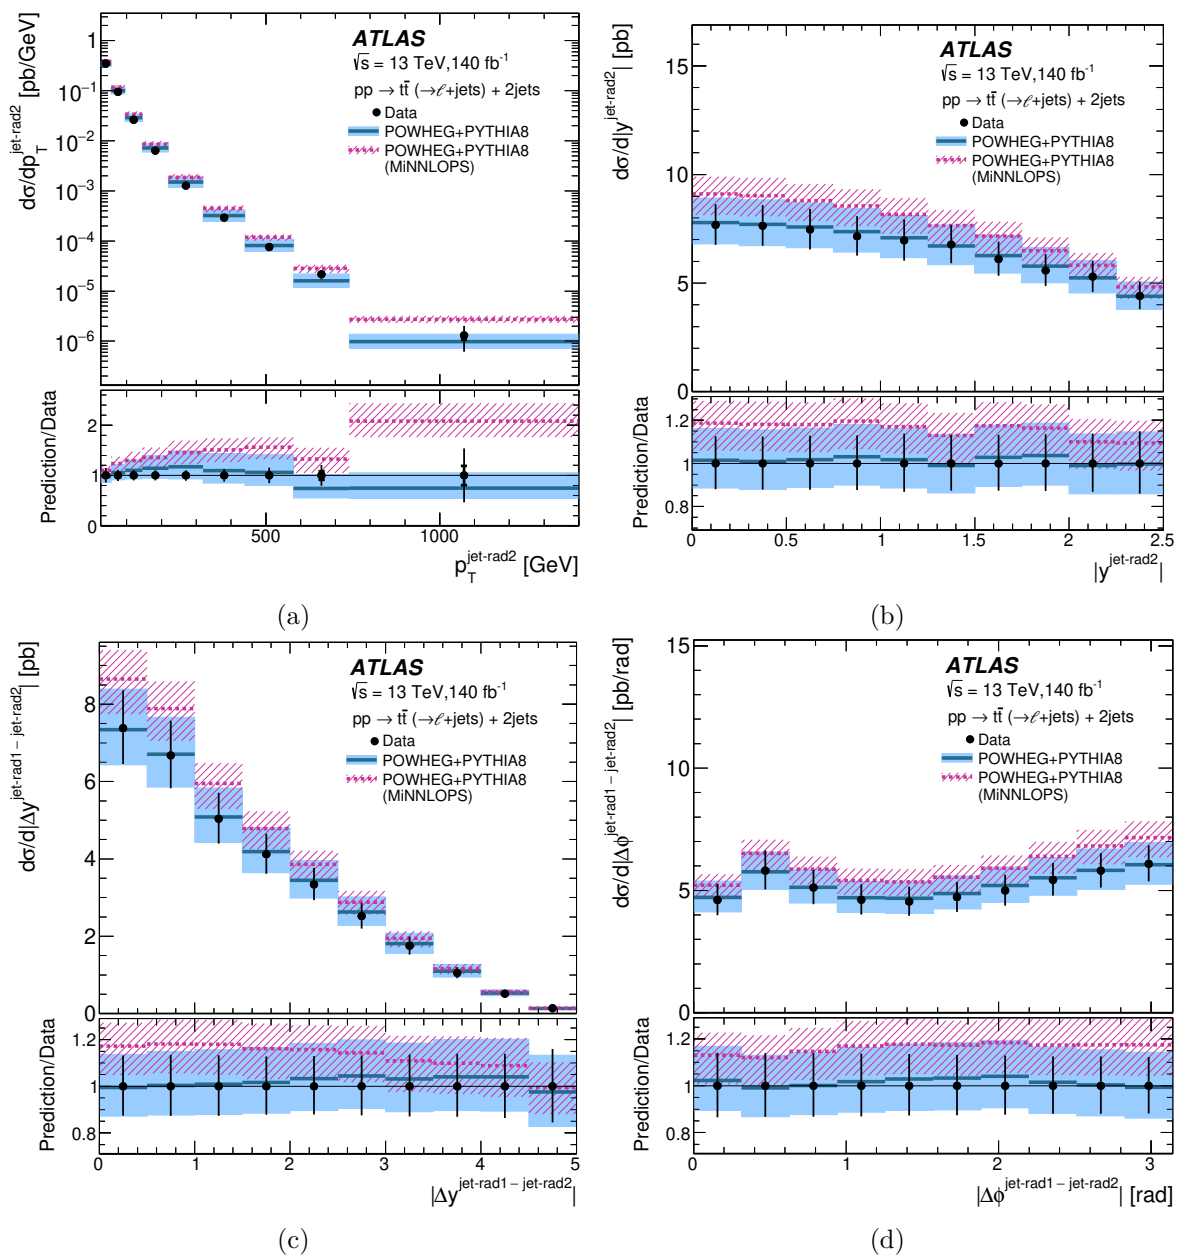 ATLAS
√s = 13 TeV,140 fb⁻¹
pp → tt̄ (→ℓ+jets) + 2jets
Data
POWHEG+PYTHIA8
POWHEG+PYTHIA8
(MiNNLOPS)
dσ/dp_T^jet-rad2 [pb/GeV]
1
10⁻¹
10⁻²
10⁻³
10⁻⁴
10⁻⁵
10⁻⁶
Prediction/Data
2
1
0
500
1000
p_T^jet-rad2 [GeV]
(a)
ATLAS
√s = 13 TeV,140 fb⁻¹
pp → tt̄ (→ℓ+jets) + 2jets
Data
POWHEG+PYTHIA8
POWHEG+PYTHIA8
(MiNNLOPS)
dσ/d|y^jet-rad2| [pb]
15
10
5
0
Prediction/Data
1.2
1
0.8
0
0.5
1
1.5
2
2.5
|y^jet-rad2|
(b)
ATLAS
√s = 13 TeV,140 fb⁻¹
pp → tt̄ (→ℓ+jets) + 2jets
Data
POWHEG+PYTHIA8
POWHEG+PYTHIA8
(MiNNLOPS)
dσ/d|Δy^jet-rad1 − jet-rad2| [pb]
8
6
4
2
0
Prediction/Data
1.2
1
0.8
0
1
2
3
4
5
|Δy^jet-rad1 − jet-rad2|
(c)
ATLAS
√s = 13 TeV,140 fb⁻¹
pp → tt̄ (→ℓ+jets) + 2jets
Data
POWHEG+PYTHIA8
POWHEG+PYTHIA8
(MiNNLOPS)
dσ/d|Δϕ^jet-rad1 − jet-rad2| [pb/rad]
15
10
5
0
Prediction/Data
1.2
1
0.8
0
1
2
3
|Δϕ^jet-rad1 − jet-rad2| [rad]
(d)